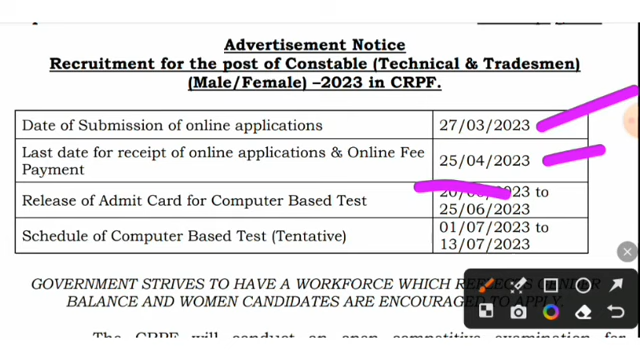 Advertisement Notice
Recruitment for the post of Constable (Technical & Tradesmen)
(Male/Female) –2023 in CRPF.
Date of Submission of online applications 27/03/2023
Last date for receipt of online applications & Online Fee
Payment 25/04/2023
Release of Admit Card for Computer Based Test to
25/06/2023
Schedule of Computer Based Test (Tentative) 01/07/2023 to
13/07/2023
GOVERNMENT STRIVES TO HAVE A WORKFORCE WHICH
BALANCE AND WOMEN CANDIDATES ARE ENCOURAGED TO APPLY.
The CRPF will conduct an open competitive examination for